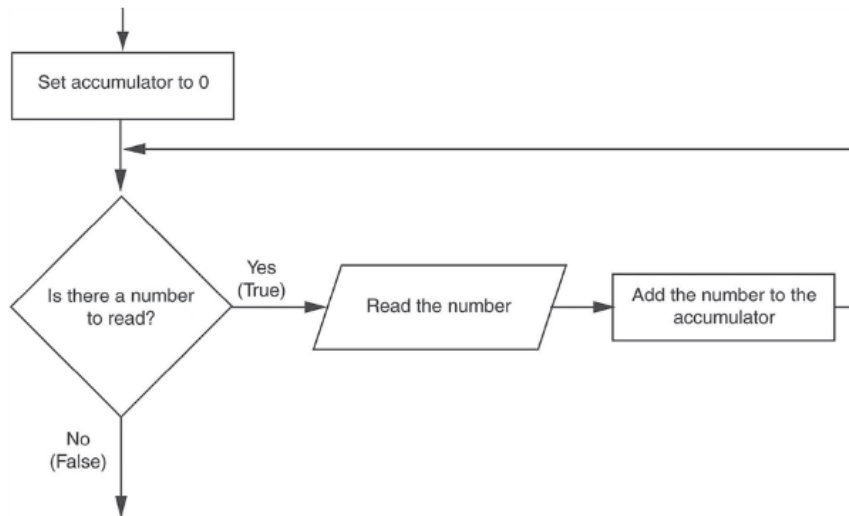 Set accumulator to 0
Is there a number
to read?
Yes
(True)
Read the number
Add the number to the
accumulator
No
(False)